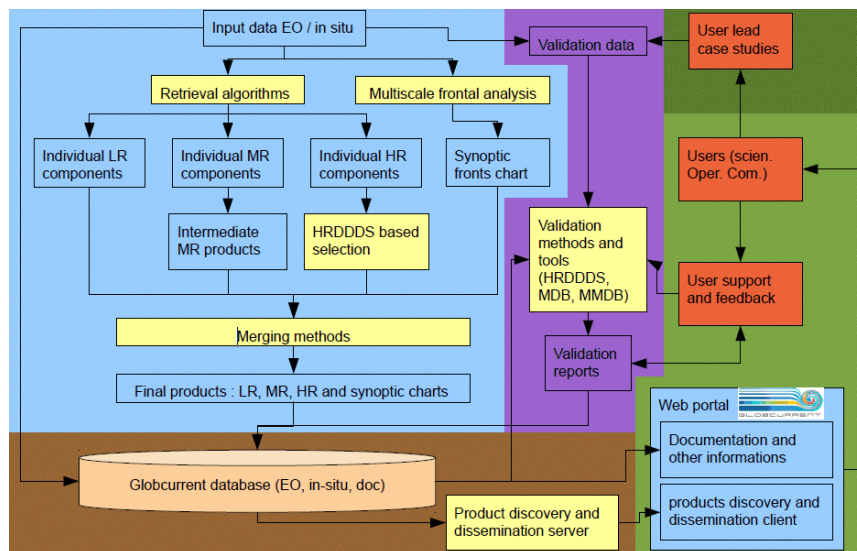 Input data EO / in situ
Validation data
User lead
case studies
Retrieval algorithms
Multiscale frontal analysis
Individual LR
components
Individual MR
components
Individual HR
components
Synoptic
fronts chart
Users (scien.
Oper. Com.)
Intermediate
MR products
HRDDDS based
selection
Validation
methods and
tools
(HRDDDS,
MDB, MMDB)
User support
and feedback
Merging methods
Validation
reports
Final products : LR, MR, HR and synoptic charts
Web portal
GLOBCURRENT
Documentation and
other informations
Globcurrent database (EO, in-situ, doc)
Product discovery and
dissemination server
products discovery and
dissemination client